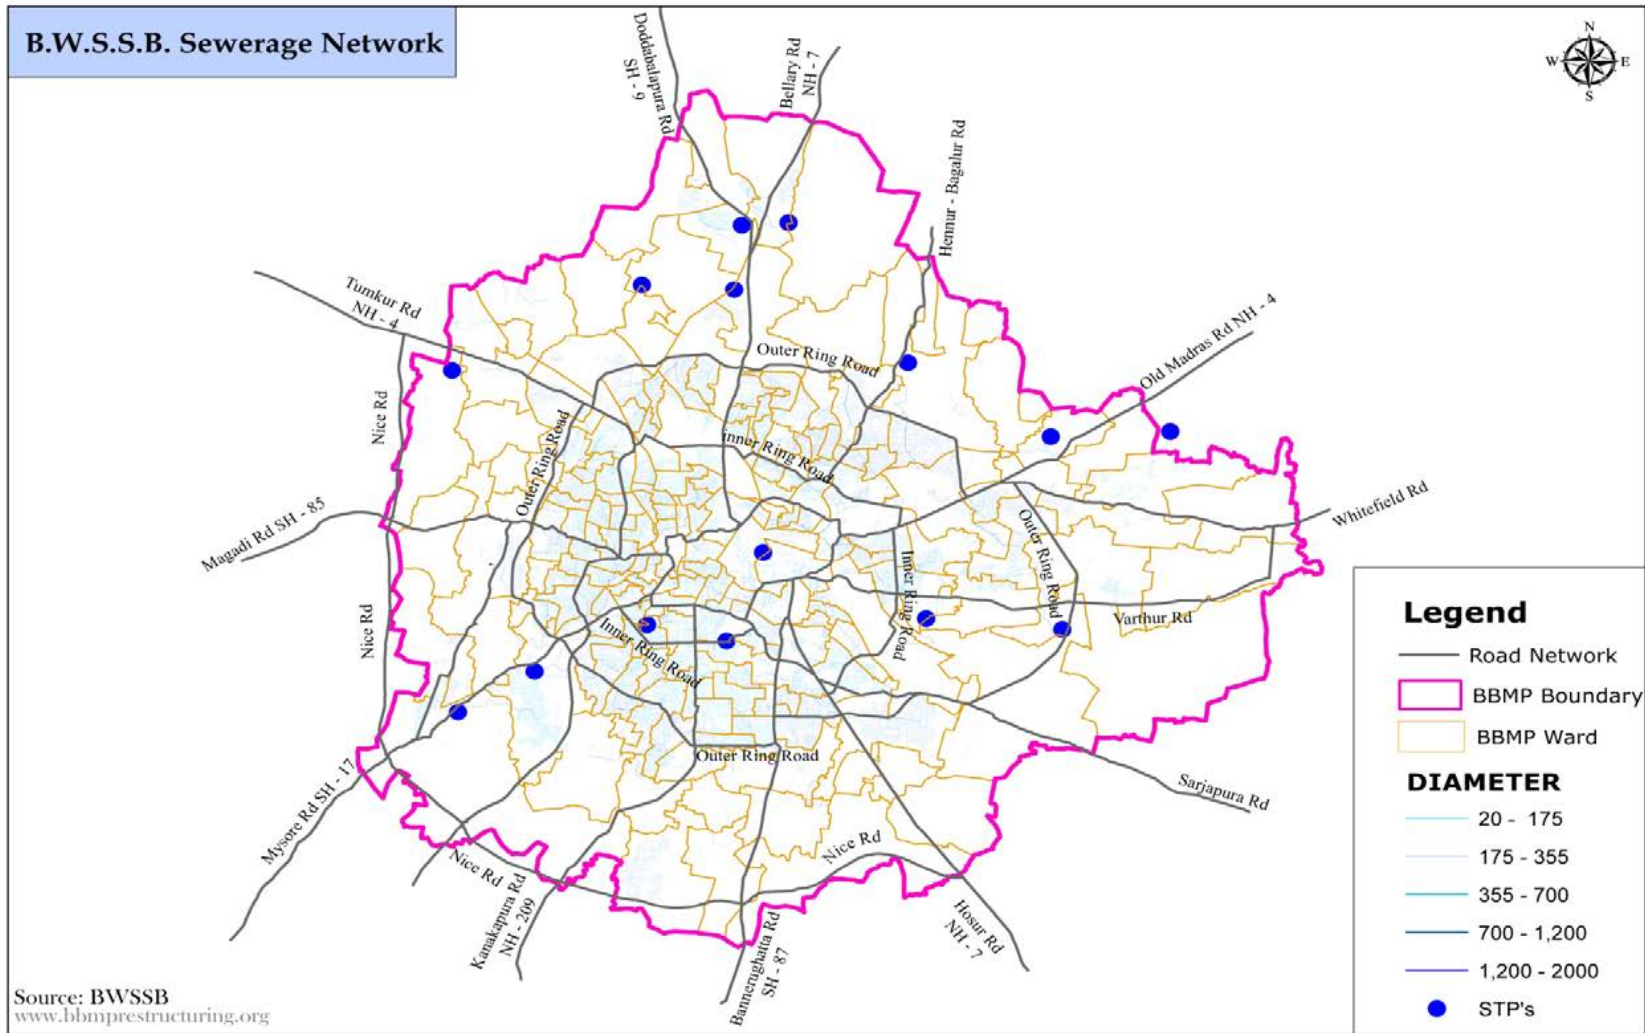 B.W.S.S.B. Sewerage Network
N
W
E
S
Doddabalapura Rd
SH - 9
Bellary Rd
NH - 7
Hennur - Bagalur Rd
Tumkur Rd
NH - 4
Old Madras Rd NH - 4
Outer Ring Road
Nice Rd
Outer Ring Road
inner Ring Road
Magadi Rd SH - 85
Whitefield Rd
Outer Ring Road
Inner Ring Road
Nice Rd
Varthur Rd
Inner Ring Road
Outer Ring Road
Mysore Rd SH - 17
Sarjapura Rd
Nice Rd
Nice Rd
Kanakapura Rd
NH - 209
Hosur Rd
NH - 7
Bannerughatta Rd
SH - 87
Legend
Road Network
BBMP Boundary
BBMP Ward
DIAMETER
20 - 175
175 - 355
355 - 700
700 - 1,200
1,200 - 2000
STP's
Source: BWSSB
www.bbmprestructuring.org